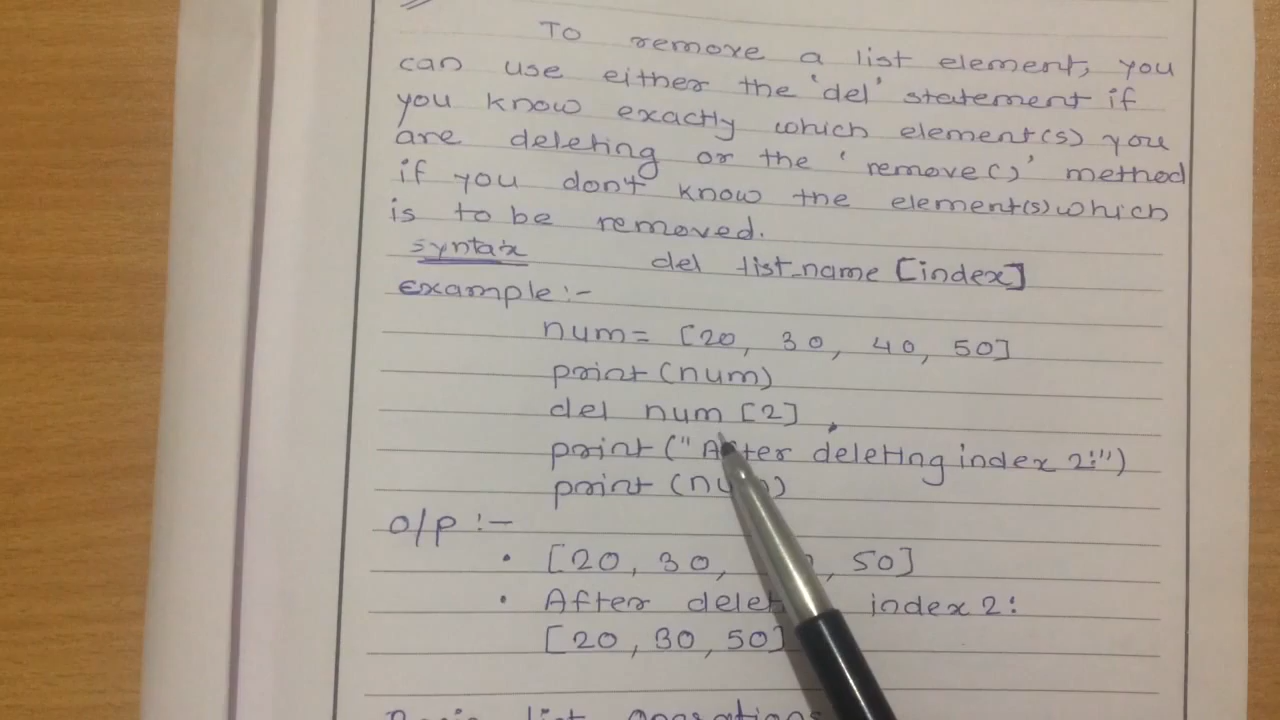 To remove a list element, you
can use either the 'del' statement if
you know exactly which element(s) you
are deleting or the 'remove()' method
if you don't know the element(s) which
is to be removed.
syntax del list_name [index]
Example:-
num= [20, 30, 40, 50]
print (num)
del num [2]
print ("After deleting index 2:")
print (num)
O/P :-
• [20, 30, , 50]
• After index 2:
[20, 30, 50]
list operations